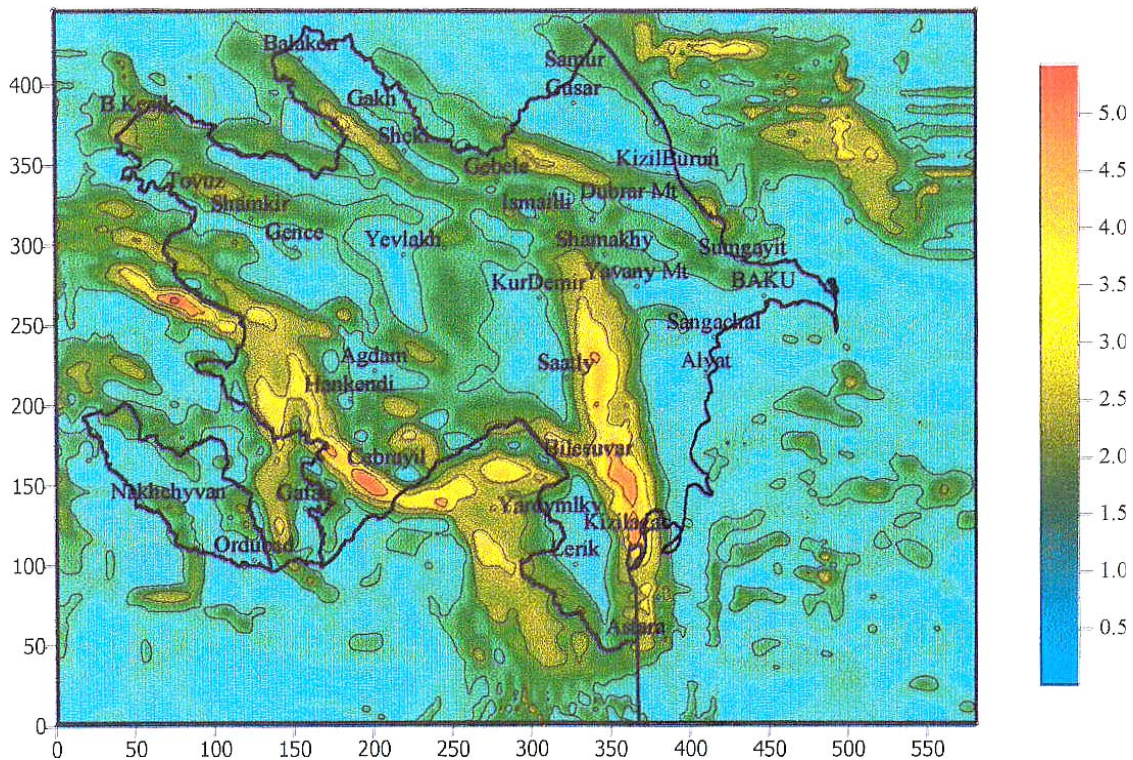 Balaken
Samur
400
5.0
Gakh
Gusar
B.Kesik
4.5
Sheki
350
Gebele
KizilBurun
4.0
Tovuz
Shamkir
Ismailli
Dubrar Mt
3.5
300
Gence
Yevlakh
Shamakhy
Sumgayit
KurDemir
Yavany Mt
BAKU
3.0
250
Sangachal
Agdam
Saatly
Alyat
2.5
Hankendi
200
2.0
Cabrayil
Bilesuvar
150
Nakhchyvan
Gafan
Yardymlky
1.5
Kizilagac
Ordubad
Lerik
100
1.0
50
Astara
0.5
0
0 50 100 150 200 250 300 350 400 450 500 550